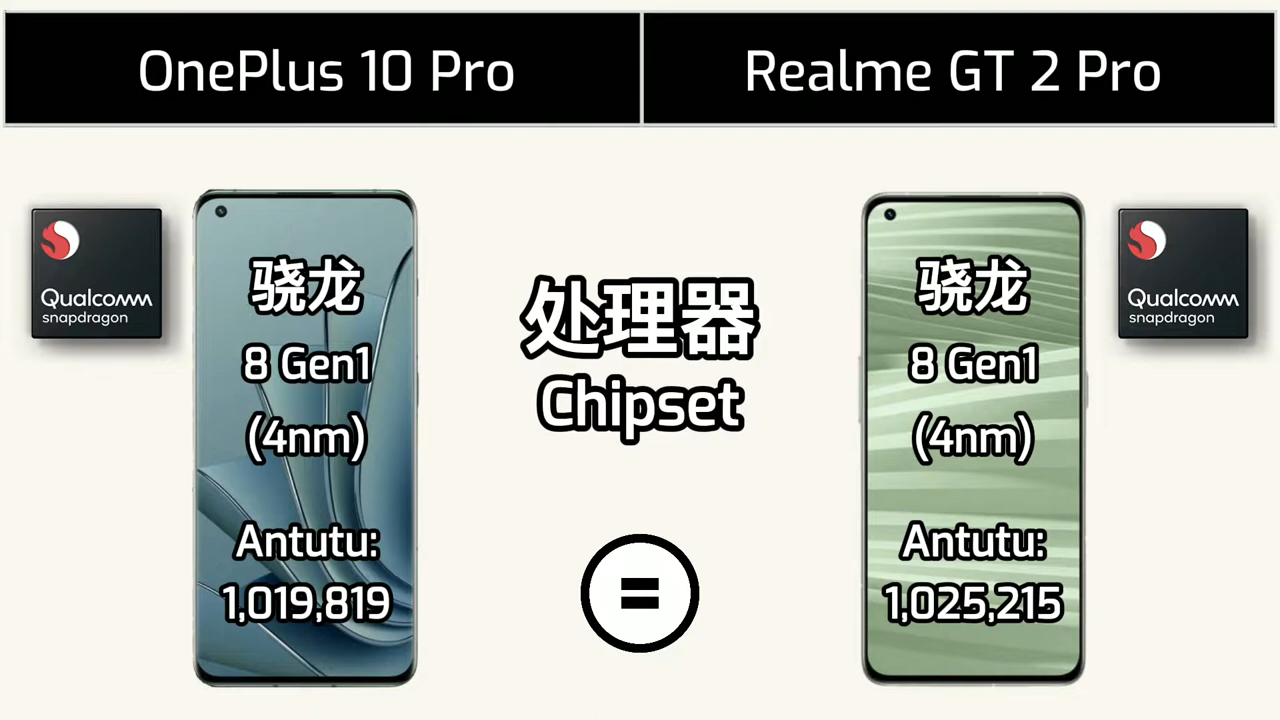 OnePlus 10 Pro
Realme GT 2 Pro
Qualcomm
snapdragon
骁龙
8 Gen1
(4nm)
Antutu:
1,019,819
处理器
Chipset
=
骁龙
8 Gen1
(4nm)
Antutu:
1,025,215
Qualcomm
snapdragon